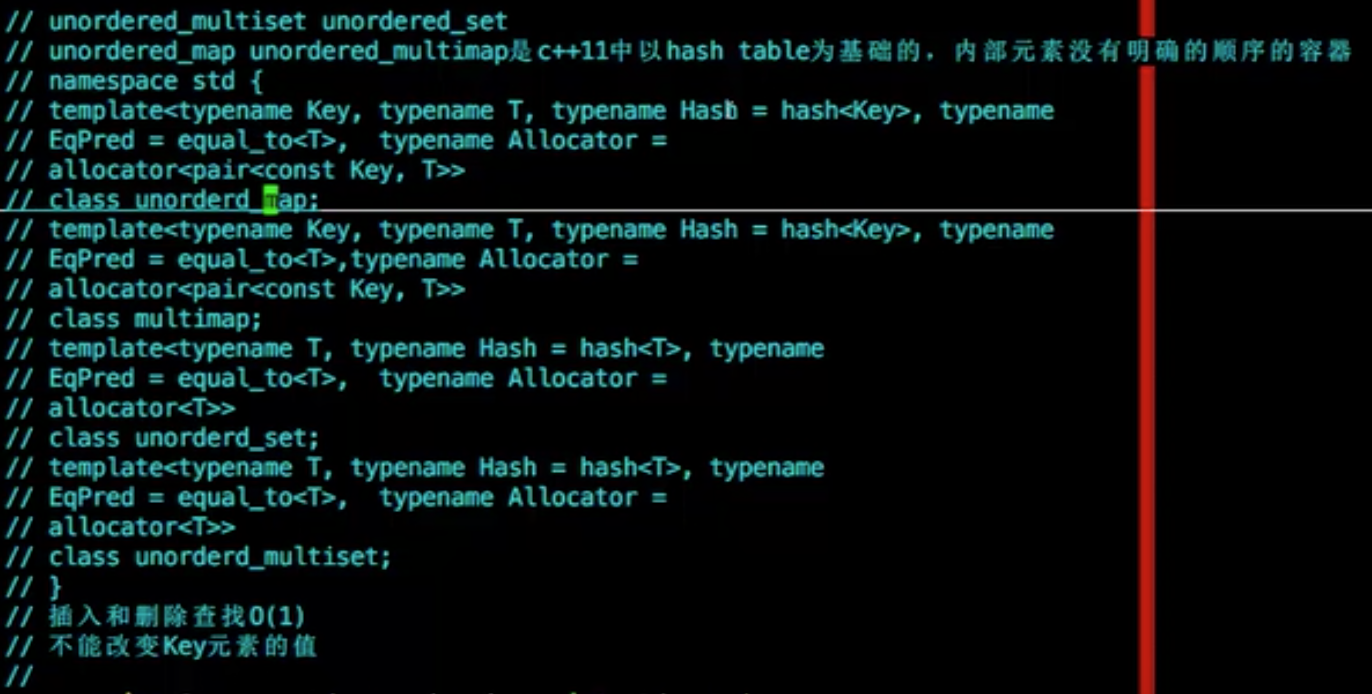 // unordered_multiset unordered_set
// unordered_map unordered_multimap是c++11中以hash table为基础的，内部元素没有明确的顺序的容器
// namespace std {
// template<typename Key, typename T, typename Hash = hash<Key>, typename
// EqPred = equal_to<T>,  typename Allocator =
// allocator<pair<const Key, T>>
// class unorderd_map;
// template<typename Key, typename T, typename Hash = hash<Key>, typename
// EqPred = equal_to<T>,typename Allocator =
// allocator<pair<const Key, T>>
// class multimap;
// template<typename T, typename Hash = hash<T>, typename
// EqPred = equal_to<T>,  typename Allocator =
// allocator<T>>
// class unorderd_set;
// template<typename T, typename Hash = hash<T>, typename
// EqPred = equal_to<T>,  typename Allocator =
// allocator<T>>
// class unorderd_multiset;
// }
// 插入和删除查找O(1)
// 不能改变Key元素的值
//